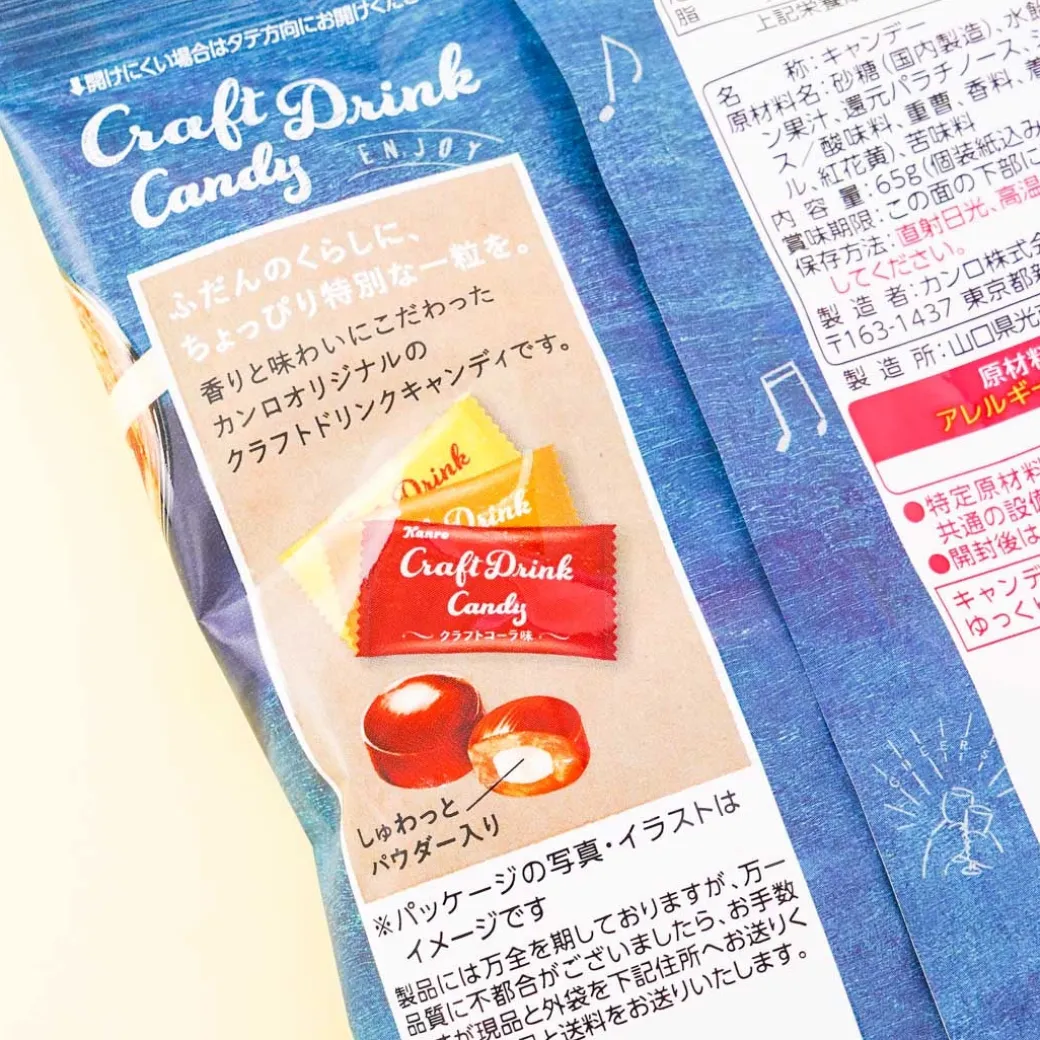 ⬇開けにくい場合はタテ方向にお開けくださ
Craft Drink
Candy
ENJOY
ふだんのくらしに、
ちょっぴり特別な一粒を。
香りと味わいにこだわった
カンロオリジナルの
クラフトドリンクキャンディです。
Drink
Drink
Kanro
Craft Drink
Candy
クラフトコーラ味
しゅわっと
パウダー入り
※パッケージの写真・イラストは
イメージです
製品には万全を期しておりますが、万一
品質に不都合がございましたら、お手数
が現品と外袋を下記住所へお送りく
と送料をお送りいたします。
脂
上記栄養
名 称:キャンデー
原材料名:砂糖(国内製造)、水飴
ン果汁、還元パラチノース、
ス/酸味料、重曹、香料、着
ル、紅花黄)、苦味料
内容量:65g(個装紙込み
賞味期限:この面の下部に
保存方法:直射日光、高温
してください。
製造者:カンロ株式会
〒163-1437 東京都新
製造所:山口県光
原材料
アレルギー
●特定原材料
共通の設備
●開封後は
キャンデ
ゆっく
CHEERS